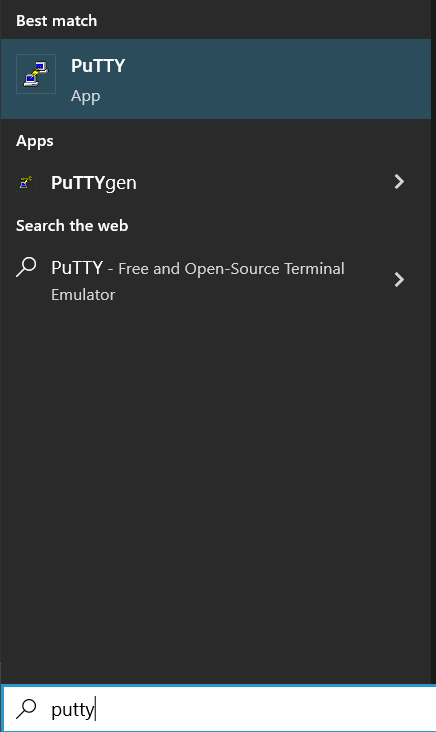 Best match
PuTTY
App
Apps
PuTTYgen
Search the web
PuTTY - Free and Open-Source Terminal
Emulator
putty